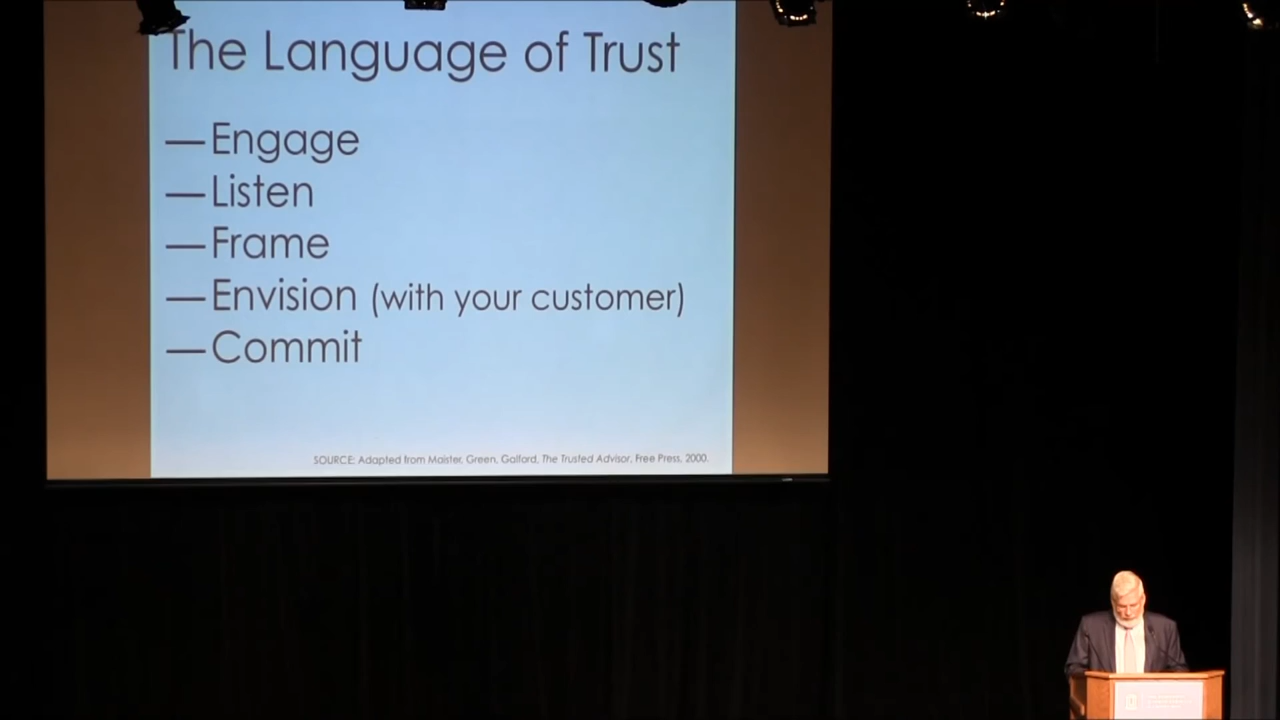 The Language of Trust
—Engage
—Listen
—Frame
—Envision (with your customer)
—Commit
SOURCE: Adapted from Maister, Green, Galford, The Trusted Advisor, Free Press, 2000.